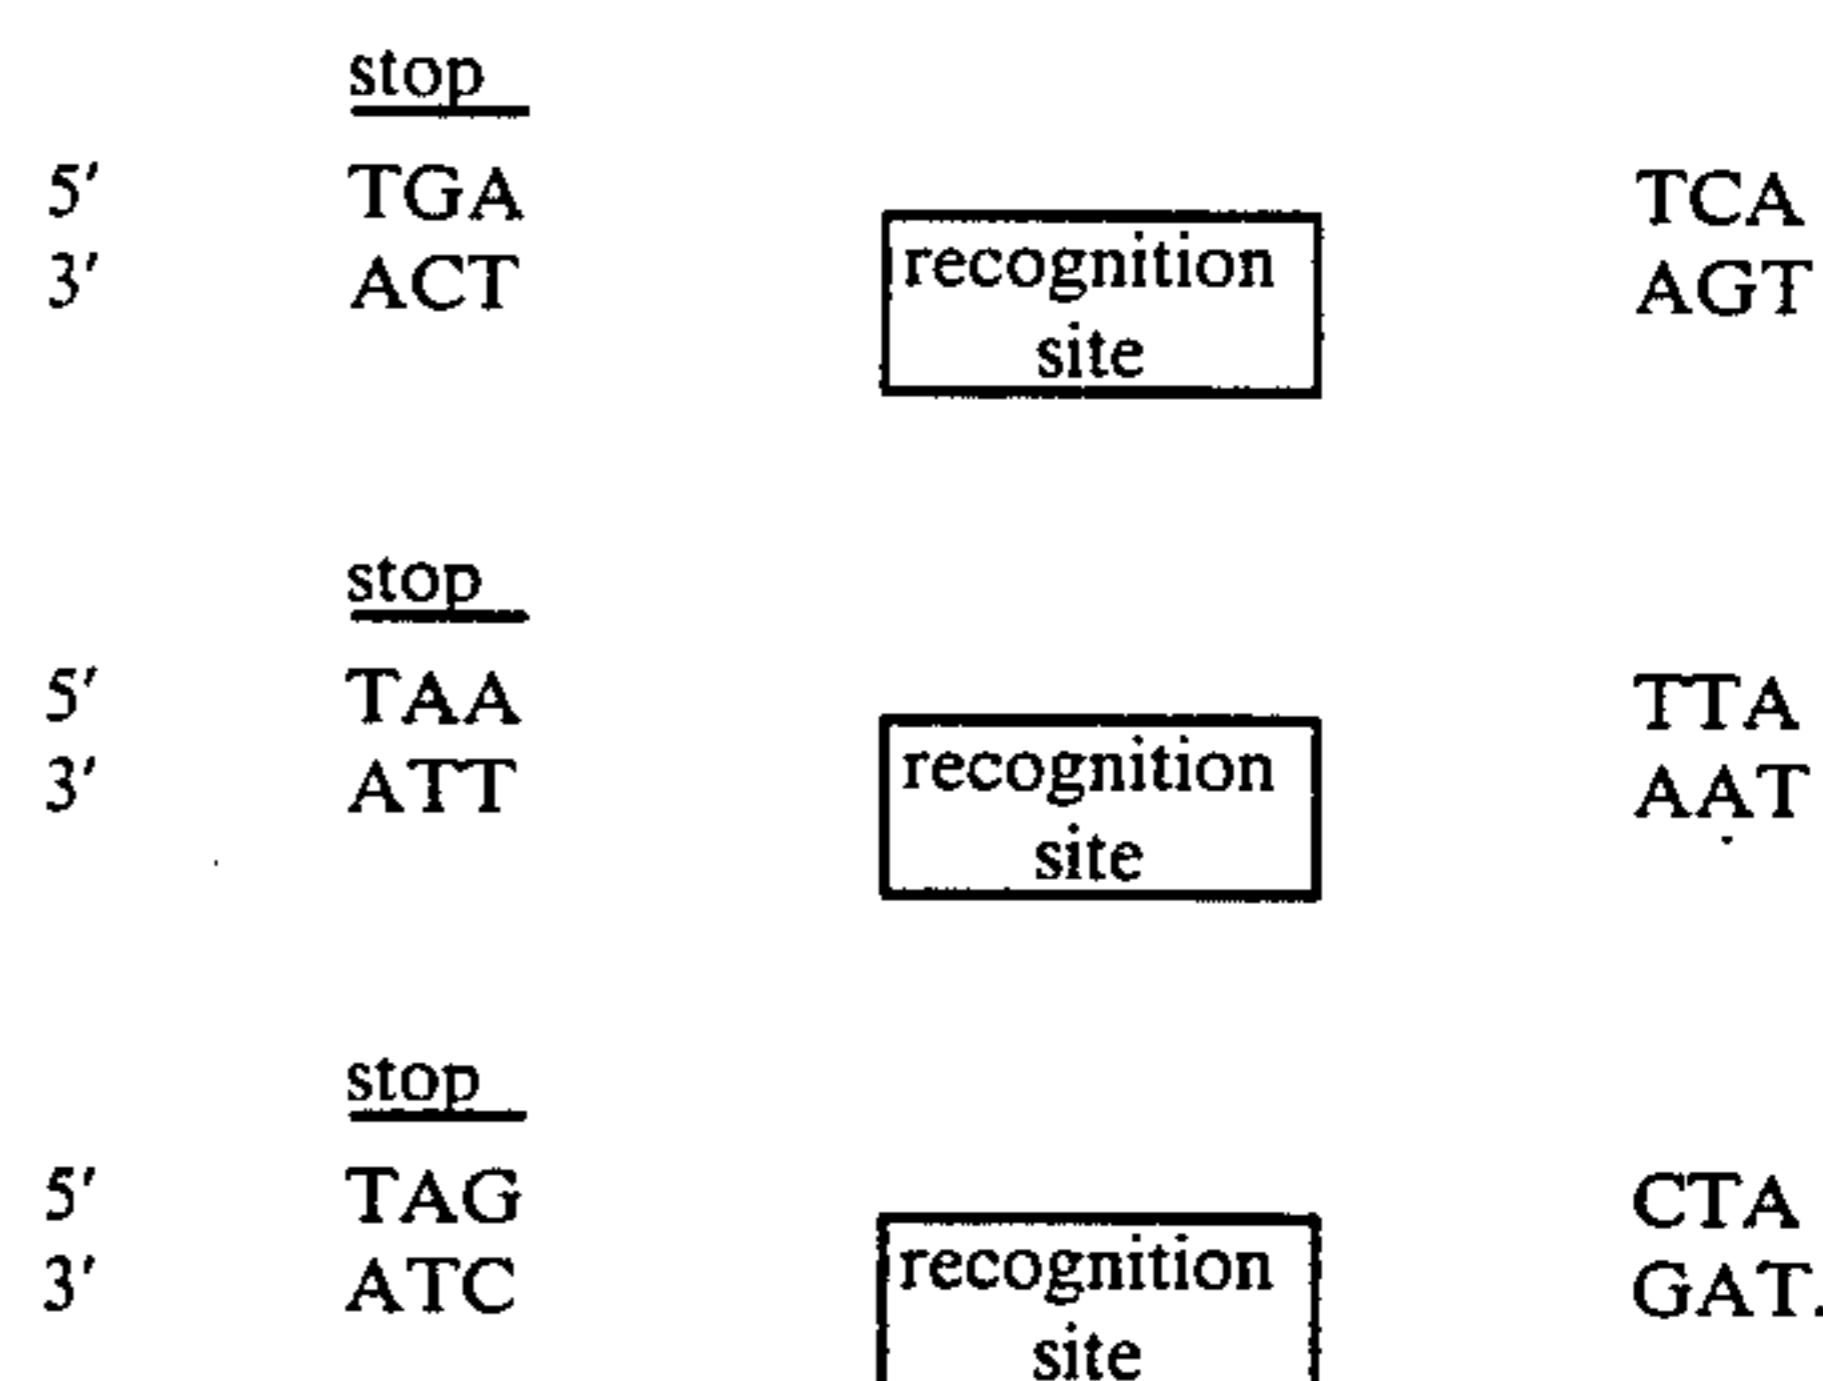 stop
5' TGA TCA
3' ACT recognition AGT
site
stop
5' TAA TTA
3' ATT recognition AAT
site
stop
5' TAG CTA
3' ATC recognition GAT.
site